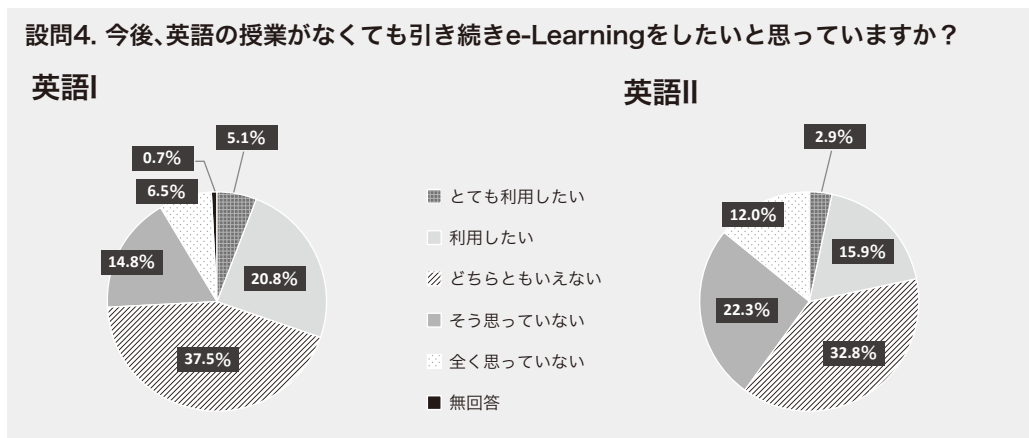 設問4. 今後、英語の授業がなくても引き続きe-Learningをしたいと思っていますか？
英語I
英語II
5.1%
0.7%
6.5%
14.8%
20.8%
37.5%
とても利用したい
利用したい
どちらともいえない
そう思っていない
全く思っていない
無回答
2.9%
12.0%
15.9%
22.3%
32.8%